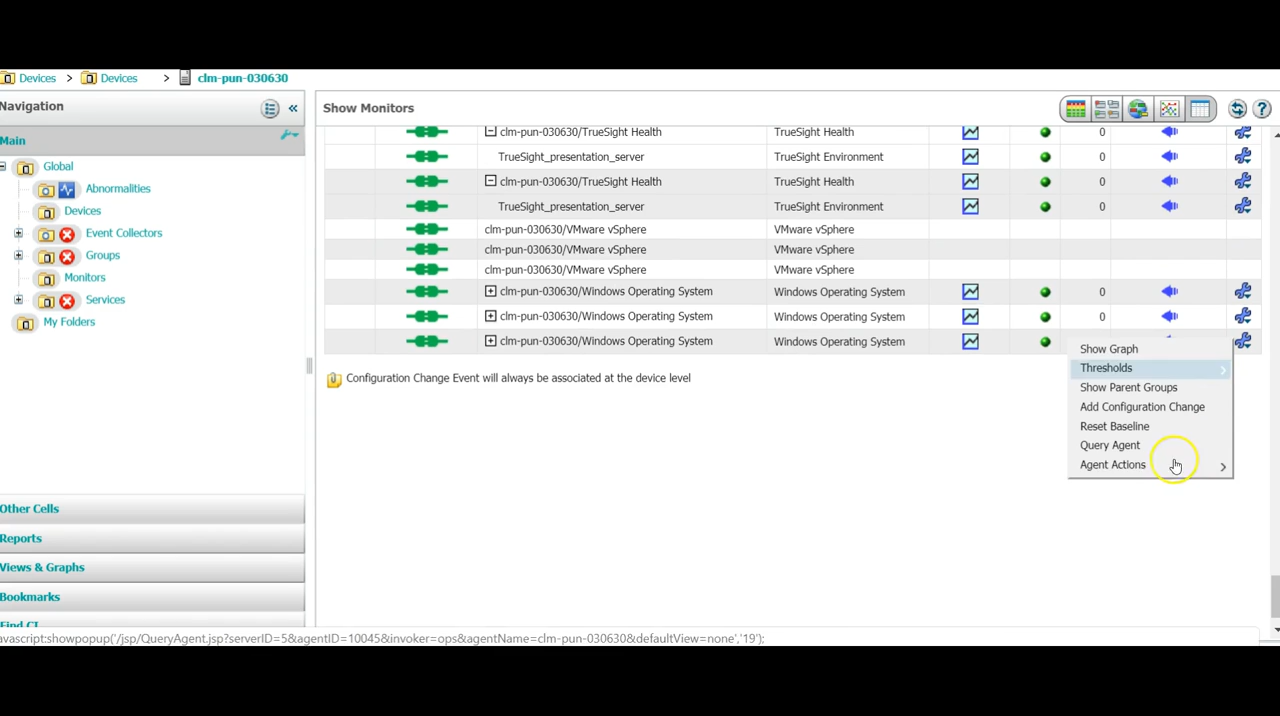 Devices > Devices > clm-pun-030630
Navigation
«
Show Monitors
?
Main
Global
Abnormalities
Devices
Event Collectors
Groups
Monitors
Services
My Folders
Other Cells
Reports
Views & Graphs
Bookmarks
Find CI
clm-pun-030630/TrueSight Health TrueSight Health 0
TrueSight_presentation_server TrueSight Environment 0
clm-pun-030630/TrueSight Health TrueSight Health 0
TrueSight_presentation_server TrueSight Environment 0
clm-pun-030630/VMware vSphere VMware vSphere
clm-pun-030630/VMware vSphere VMware vSphere
clm-pun-030630/VMware vSphere VMware vSphere
clm-pun-030630/Windows Operating System Windows Operating System 0
clm-pun-030630/Windows Operating System Windows Operating System 0
clm-pun-030630/Windows Operating System Windows Operating System
Configuration Change Event will always be associated at the device level
Show Graph
Thresholds
Show Parent Groups
Add Configuration Change
Reset Baseline
Query Agent
Agent Actions
avascript:showpopup('/jsp/QueryAgent.jsp?serverID=5&agentID=10045&invoker=ops&agentName=clm-pun-030630&defaultView=none','19');